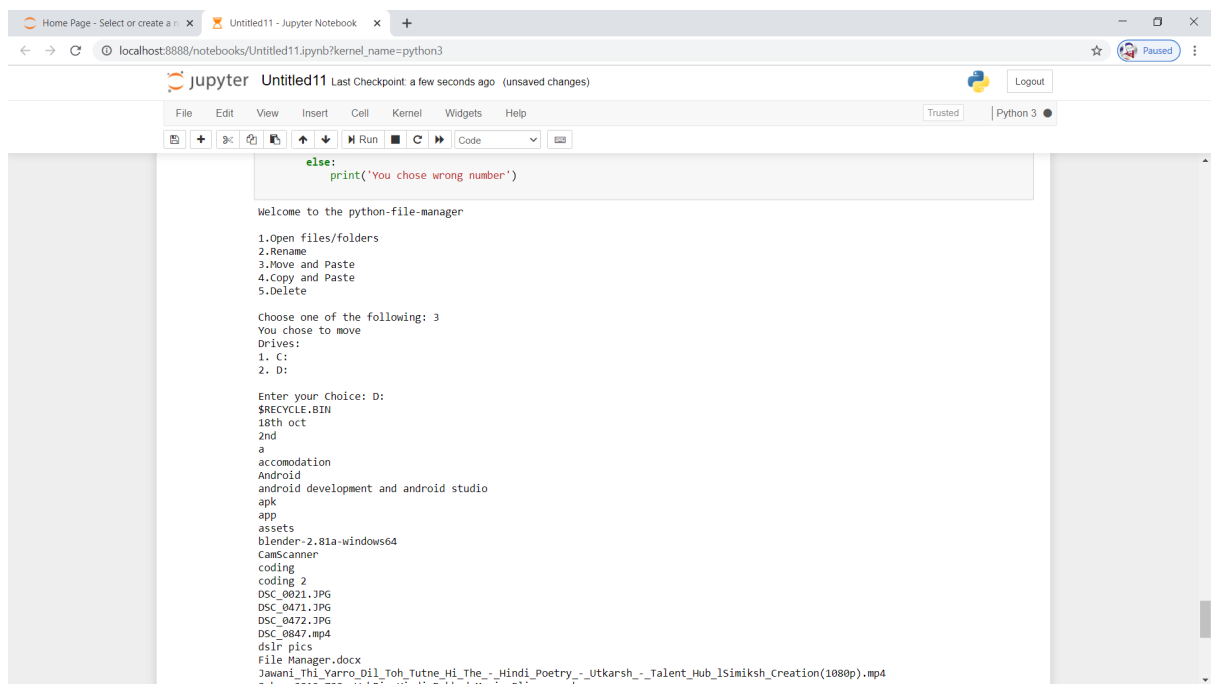 Home Page - Select or create a n
Untitled11 - Jupyter Notebook
localhost:8888/notebooks/Untitled11.ipynb?kernel_name=python3
Paused
jupyter Untitled11 Last Checkpoint: a few seconds ago (unsaved changes)
Logout
File Edit View Insert Cell Kernel Widgets Help
Trusted Python 3
Run Code
else:
print('You chose wrong number')
Welcome to the python-file-manager
1.Open files/folders
2.Rename
3.Move and Paste
4.Copy and Paste
5.Delete
Choose one of the following: 3
You chose to move
Drives:
1. C:
2. D:
Enter your Choice: D:
$RECYCLE.BIN
18th oct
2nd
a
accomodation
Android
android development and android studio
apk
app
assets
blender-2.81a-windows64
CamScanner
coding
coding 2
DSC_0021.JPG
DSC_0471.JPG
DSC_0472.JPG
DSC_0847.mp4
dslr pics
File Manager.docx
Jawani_Thi_Yarro_Dil_Toh_Tutne_Hi_The_-_Hindi_Poetry_-_Utkarsh_-_Talent_Hub_lSimiksh_Creation(1080p).mp4